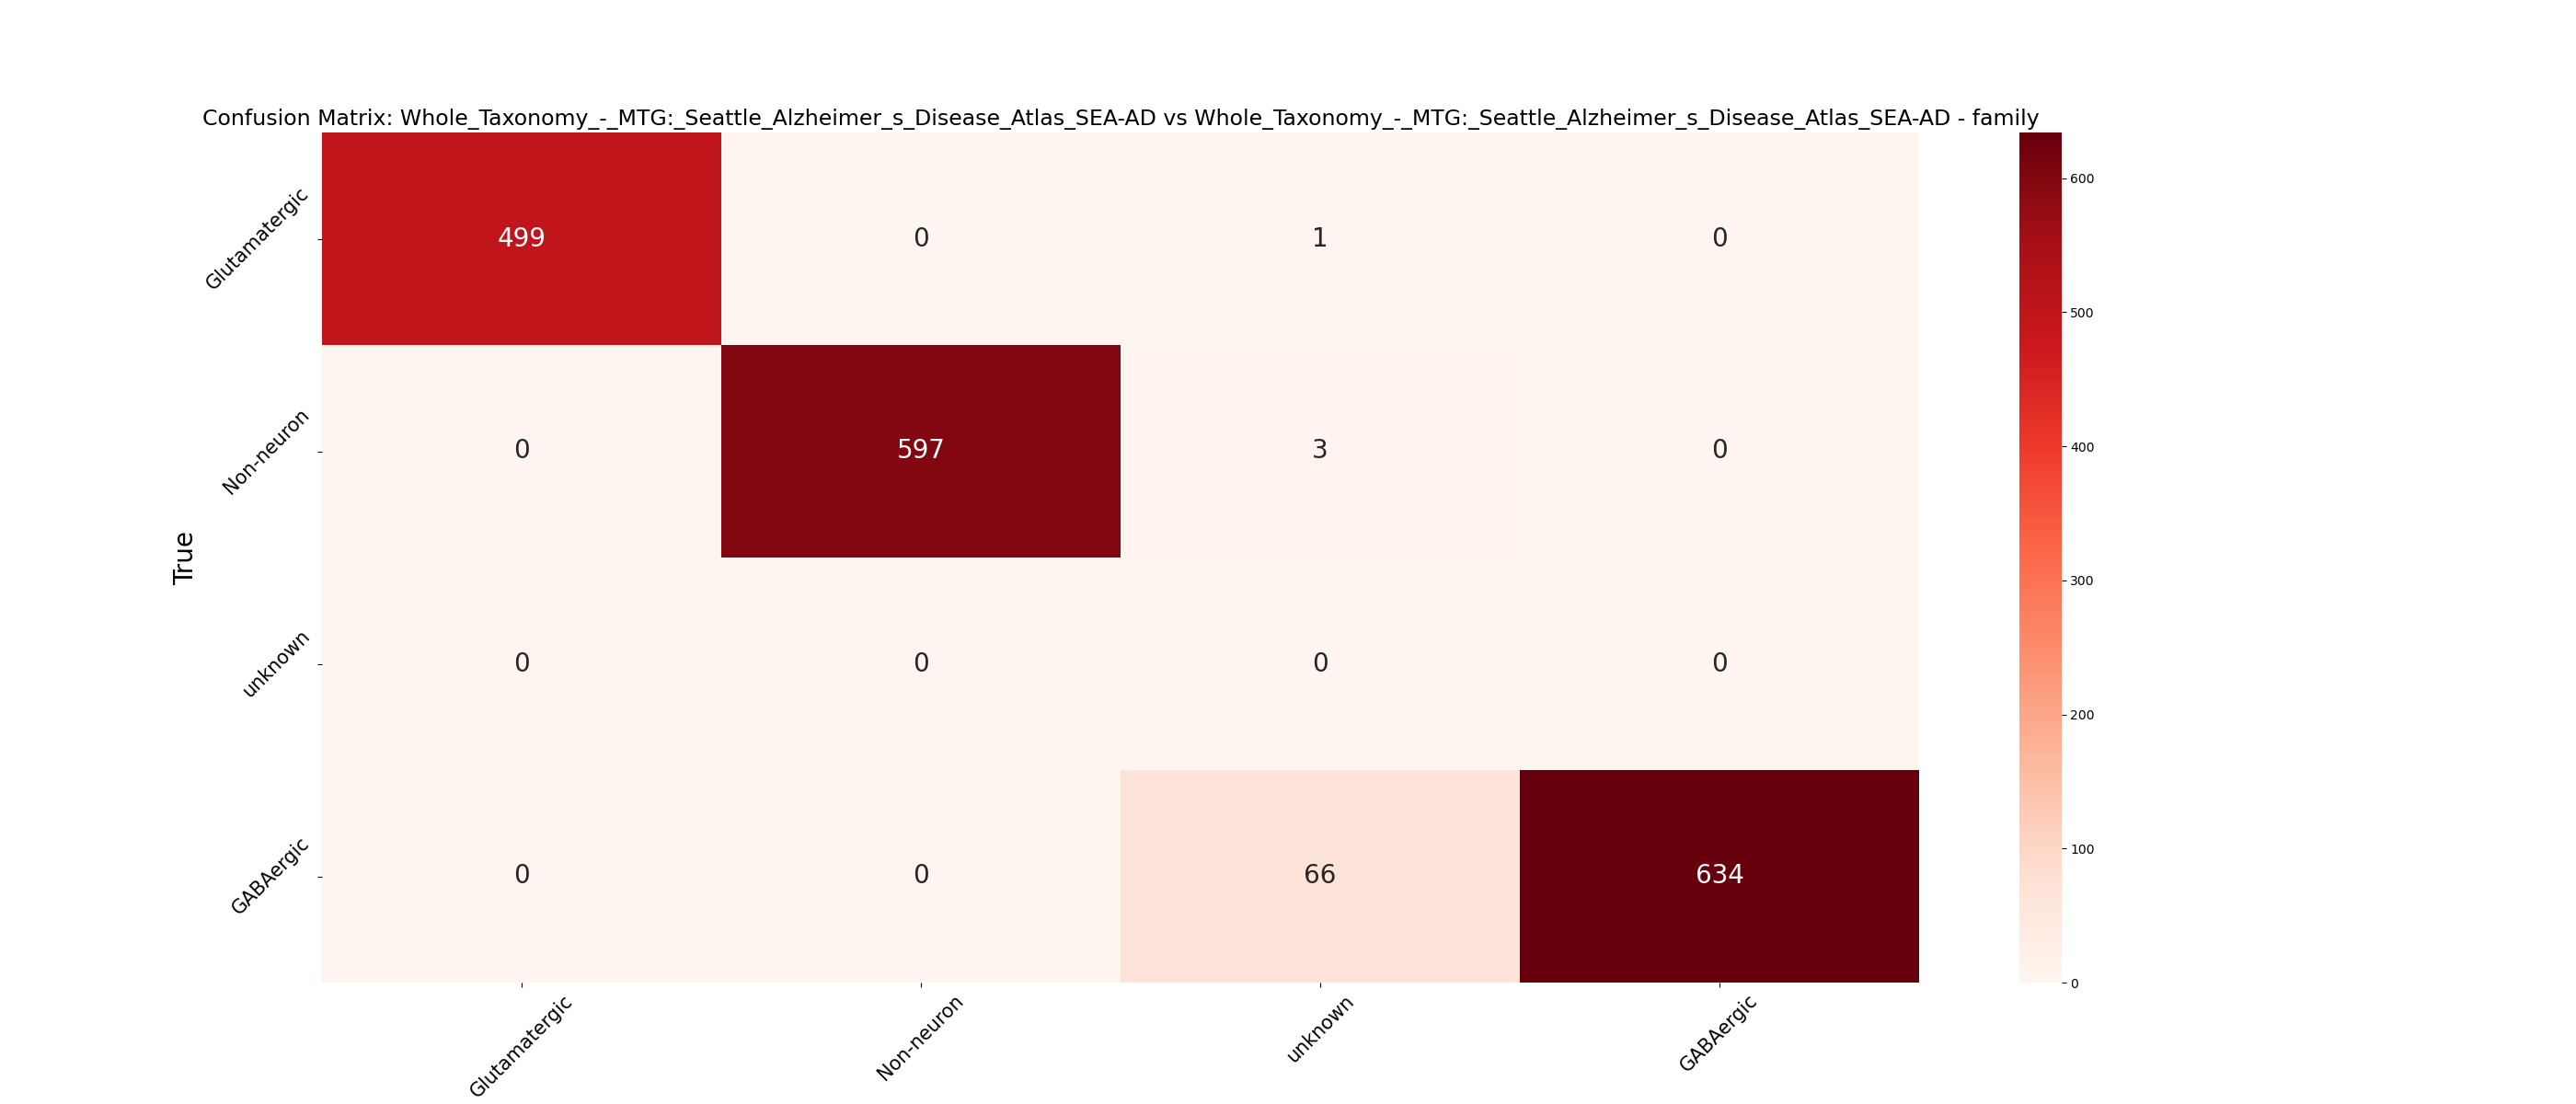 Confusion Matrix: Whole_Taxonomy_-_MTG:_Seattle_Alzheimer_s_Disease_Atlas_SEA-AD vs Whole_Taxonomy_-_MTG:_Seattle_Alzheimer_s_Disease_Atlas_SEA-AD - family
True
Glutamatergic
499 0 1 0
Non-neuron
0 597 3 0
unknown
0 0 0 0
GABAergic
0 0 66 634
Glutamatergic
Non-neuron
unknown
GABAergic
600
500
400
300
200
100
0